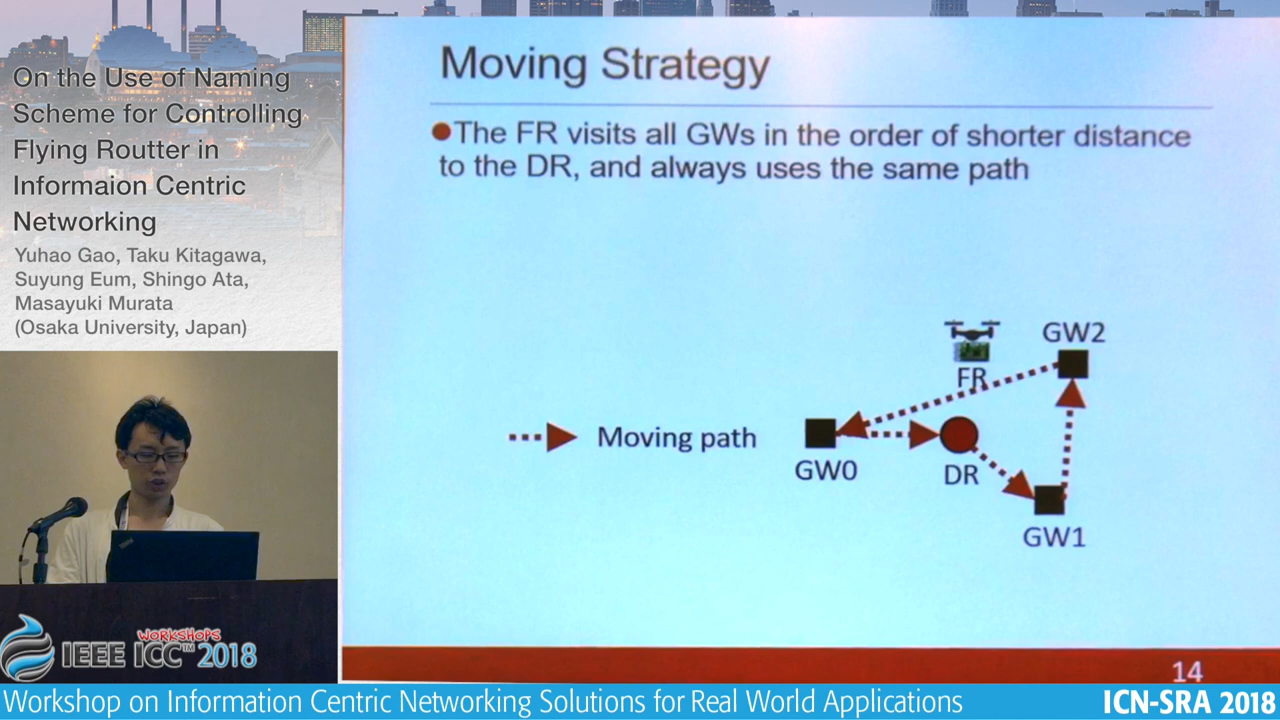 On the Use of Naming
Scheme for Controlling
Flying Routter in
Informaion Centric
Networking
Yuhao Gao, Taku Kitagawa,
Suyung Eum, Shingo Ata,
Masayuki Murata
(Osaka University, Japan)
WORKSHOPS
IEEE ICC™ 2018
Moving Strategy
The FR visits all GWs in the order of shorter distance
to the DR, and always uses the same path
GW2
FR
Moving path
GW0
DR
GW1
14
Workshop on Information Centric Networking Solutions for Real World Applications
ICN-SRA 2018